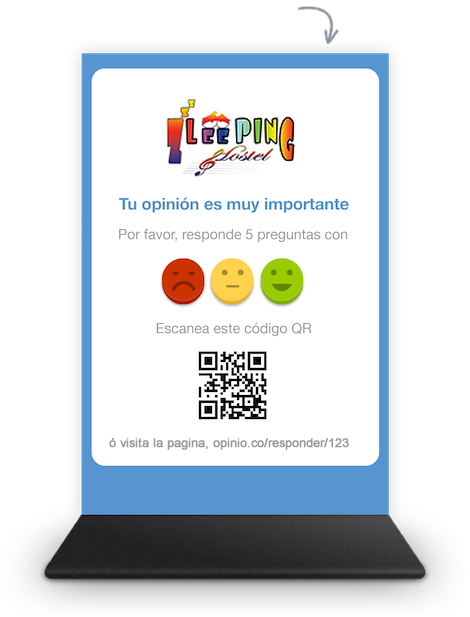 ZLEEPING
Hostel
Tu opinión es muy importante
Por favor, responde 5 preguntas con
Escanea este código QR
ó visita la pagina, opinio.co/responder/123